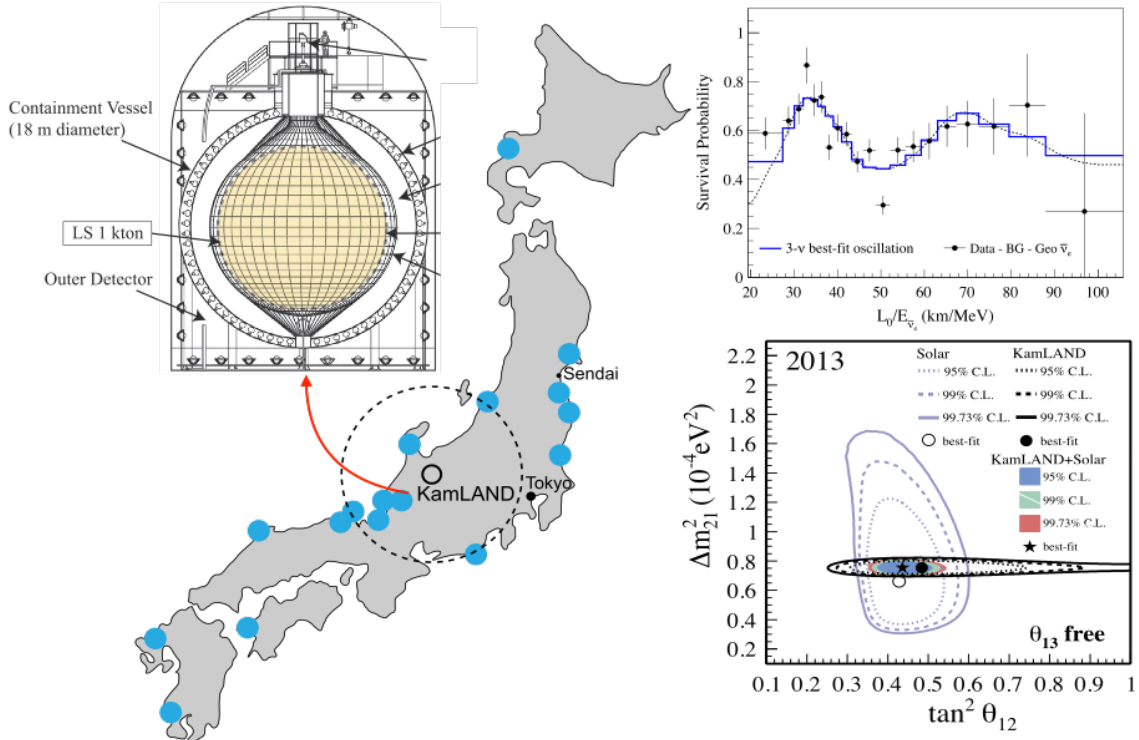 Containment Vessel
(18 m diameter)
LS 1 kton
Outer Detector
Sendai
KamLAND
Tokyo
Survival Probability
1
0.8
0.6
0.4
0.2
0
3-ν best-fit oscillation
Data - BG - Geo ν̅e
20 30 40 50 60 70 80 90 100
L0/Eν̅e (km/MeV)
2013
Solar
95% C.L.
99% C.L.
99.73% C.L.
best-fit
KamLAND
95% C.L.
99% C.L.
99.73% C.L.
best-fit
KamLAND+Solar
95% C.L.
99% C.L.
99.73% C.L.
best-fit
θ13 free
Δm²21 (10⁻⁴eV²)
2.2
2
1.8
1.6
1.4
1.2
1
0.8
0.6
0.4
0.2
0.1 0.2 0.3 0.4 0.5 0.6 0.7 0.8 0.9 1
tan² θ12